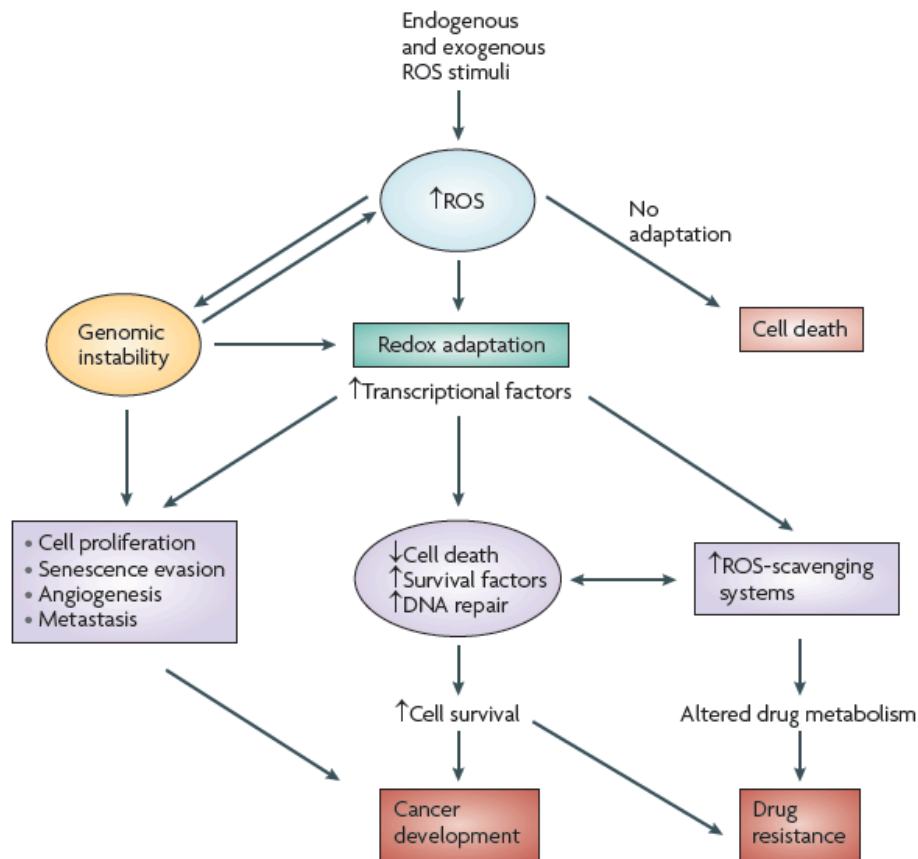 Endogenous
and exogenous
ROS stimuli
↑ROS
No
adaptation
Genomic
instability
Redox adaptation
Cell death
↑Transcriptional factors
• Cell proliferation
• Senescence evasion
• Angiogenesis
• Metastasis
↓Cell death
↑Survival factors
↑DNA repair
↑ROS-scavenging
systems
↑Cell survival
Altered drug metabolism
Cancer
development
Drug
resistance